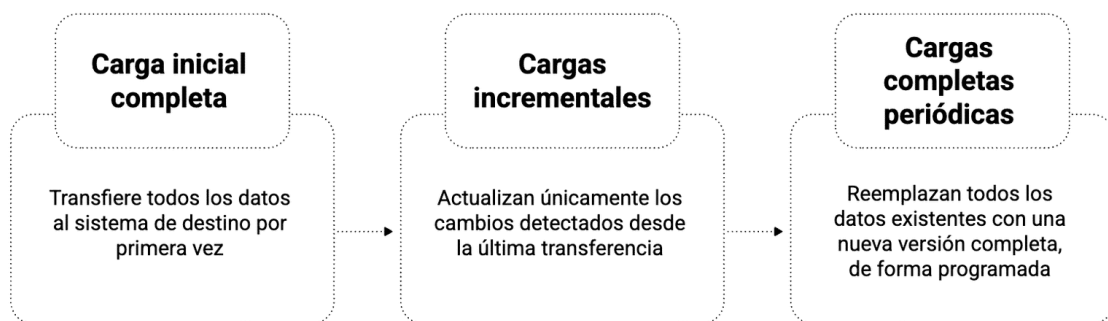 Carga inicial
completa
Transfiere todos los datos
al sistema de destino por
primera vez
Cargas
incrementales
Actualizan únicamente los
cambios detectados desde
la última transferencia
Cargas
completas
periódicas
Reemplazan todos los
datos existentes con una
nueva versión completa,
de forma programada